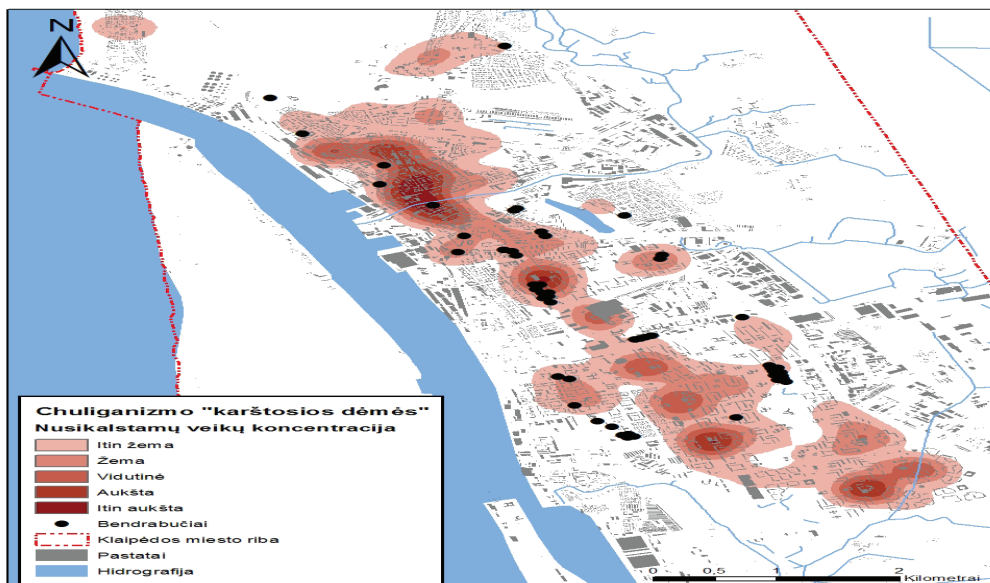 N
Chuliganizmo "karštosios dėmės"
Nusikalstamų veikų koncentracija
Itin žema
Žema
Vidutinė
Aukšta
Itin aukšta
Bendrabučiai
Klaipėdos miesto riba
Pastatai
Hidrografija
0 0,5 1 2
Kilometrai